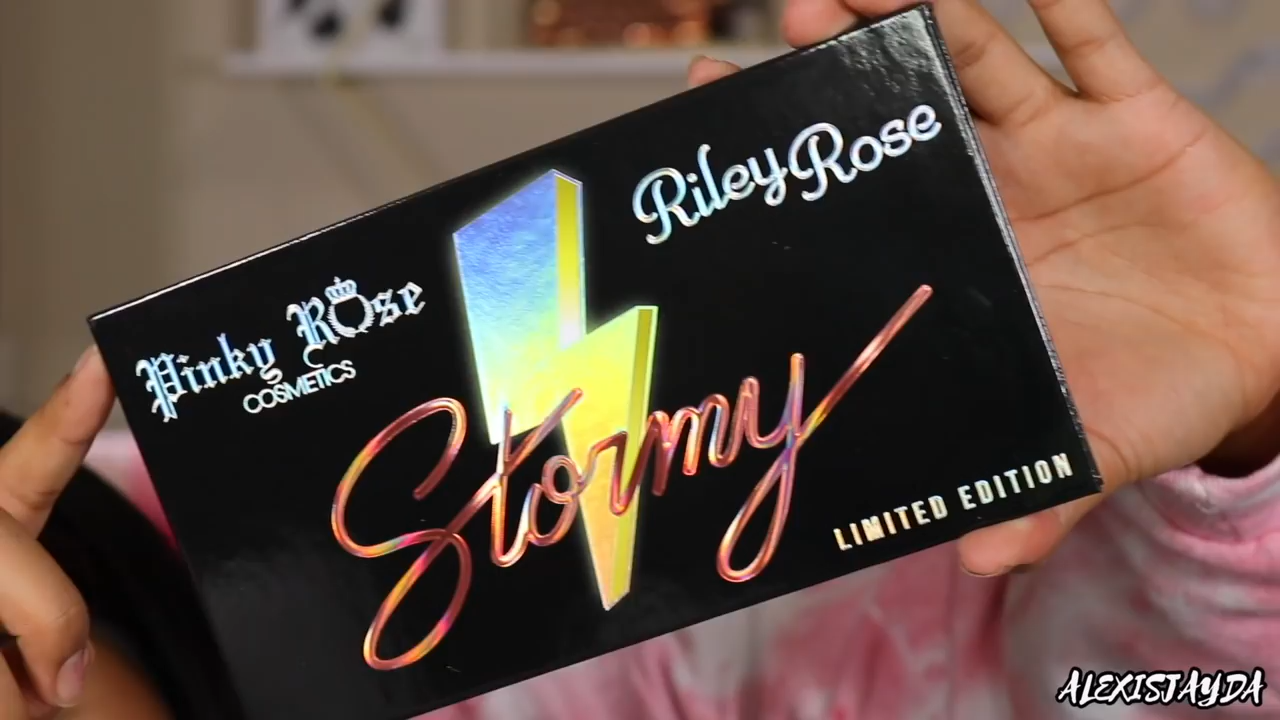 Pinky Rose
COSMETICS
Riley Rose
Stormy
LIMITED EDITION
ALEXISTAYDA